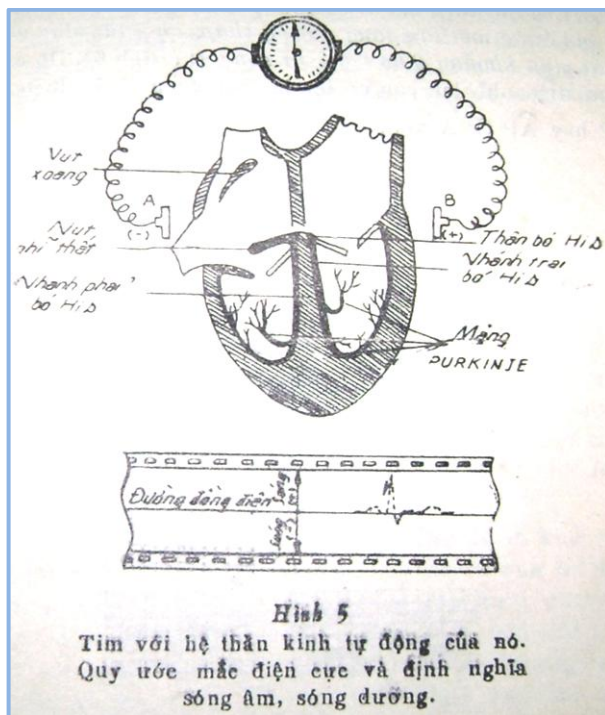 Nút
xoang
A
(-)
B
(+)
Nút
nhĩ thất
Thân bó His
Nhánh trái
bó His
Nhánh phải
bó His
Mạng
PURKINJE
Đường đẳng điện
Sóng
(+)
Sóng
(-)
Hình 5
Tim với hệ thần kinh tự động của nó.
Quy ước mắc điện cực và định nghĩa
sóng âm, sóng dương.